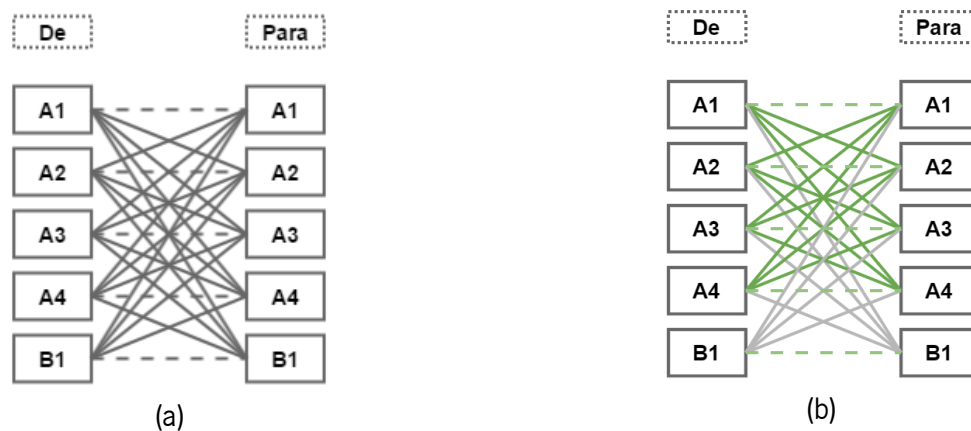 De Para
A1 A1
A2 A2
A3 A3
A4 A4
B1 B1
(a)
De Para
A1 A1
A2 A2
A3 A3
A4 A4
B1 B1
(b)